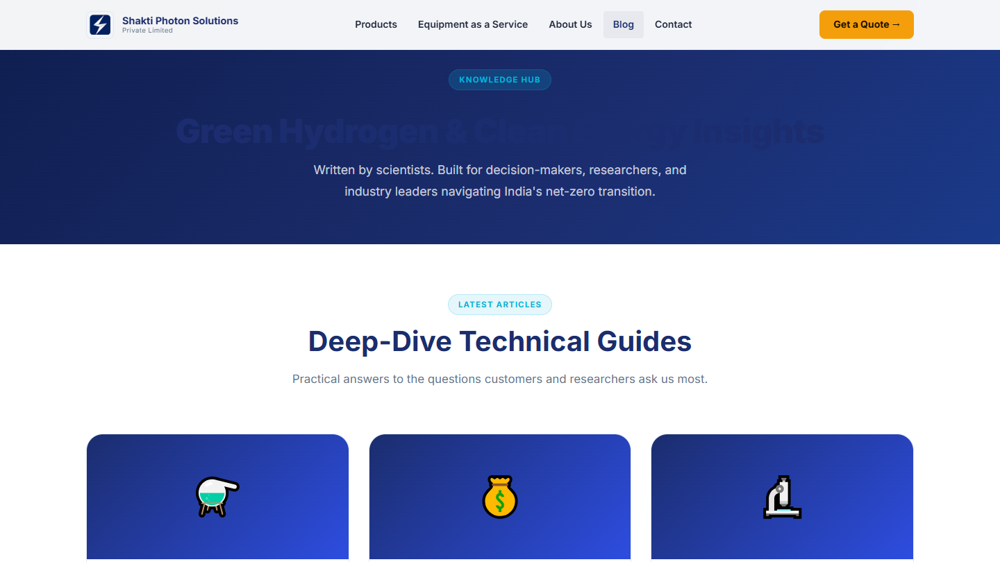 Shakti Photon Solutions
Private Limited
Products
Equipment as a Service
About Us
Blog
Contact
Get a Quote →
KNOWLEDGE HUB
Green Hydrogen & Clean Energy Insights
Written by scientists. Built for decision-makers, researchers, and
industry leaders navigating India's net-zero transition.
LATEST ARTICLES
Deep-Dive Technical Guides
Practical answers to the questions customers and researchers ask us most.